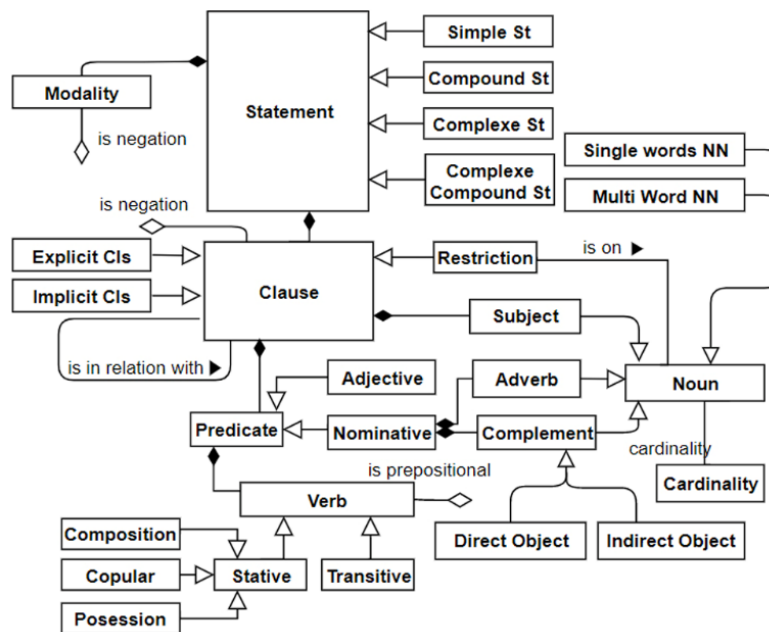 Simple St
Compound St
Modality
Statement
is negation
Complexe St
Single words NN
Complexe
Compound St
Multi Word NN
is negation
is on ▶
Explicit Cls
Restriction
Implicit Cls
Clause
Subject
is in relation with ▶
Adjective
Adverb
Noun
Predicate
Nominative
Complement
cardinality
is prepositional
Cardinality
Verb
Composition
Direct Object
Indirect Object
Copular
Stative
Transitive
Posession